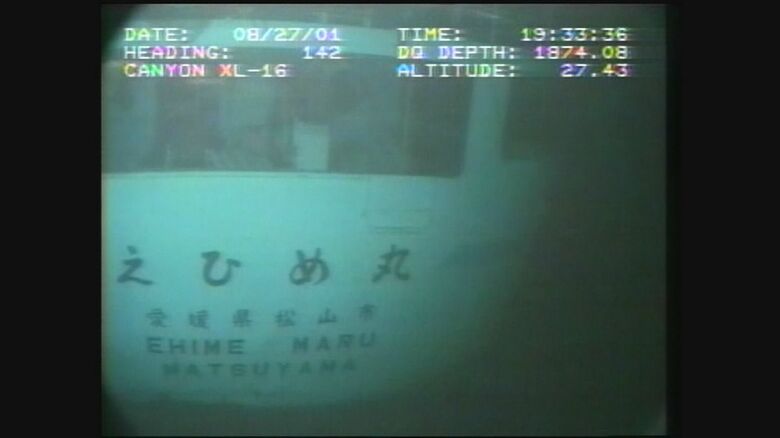 DATE: 08/27/01 TIME: 19:33:36
HEADING: 142 DQ DEPTH: 1874.08
CANYON XL-16 ALTITUDE: 27.43
えひめ丸
愛媛県松山市
EHIME MARU
MATSUYAMA